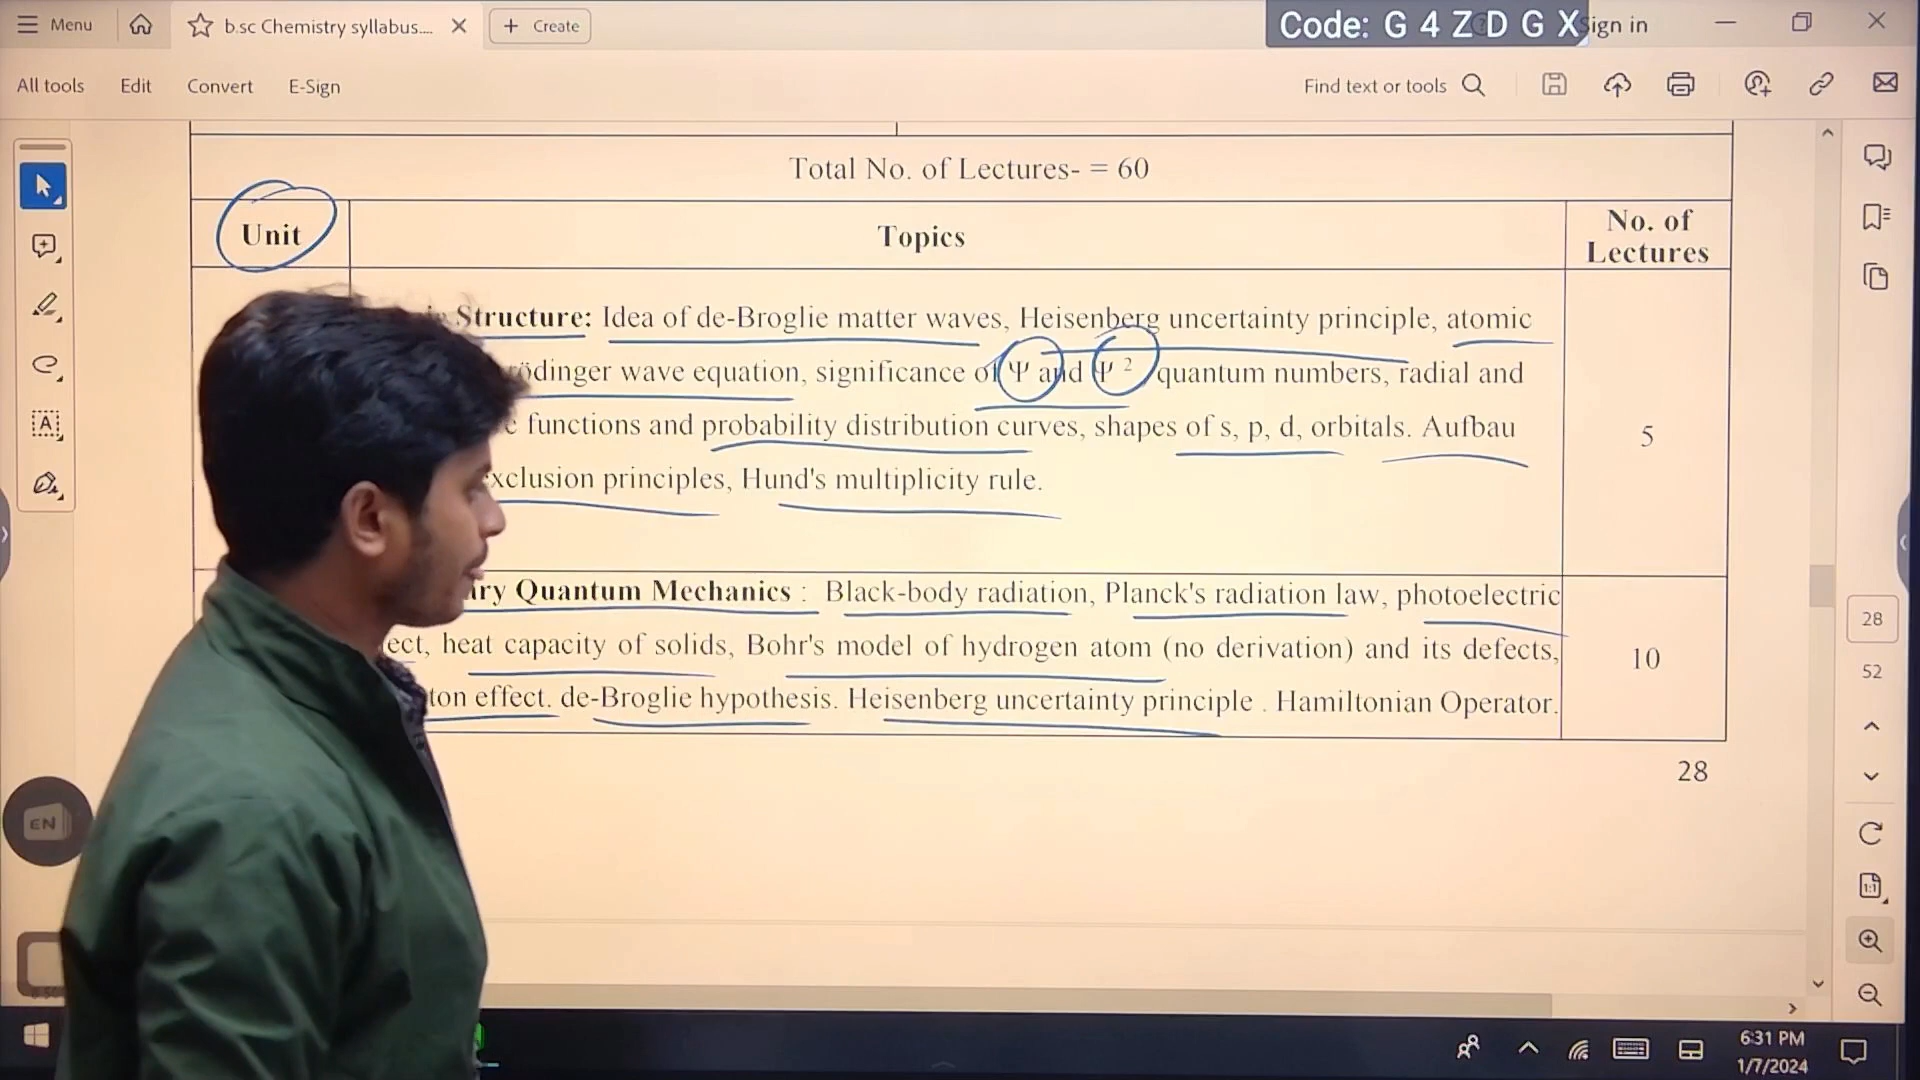 Menu
b.sc Chemistry syllabus....
+ Create
Code: G 4 Z D G X
Sign in
All tools Edit Convert E-Sign
Find text or tools
Total No. of Lectures- = 60
Unit
Topics
No. of
Lectures
Structure: Idea of de-Broglie matter waves, Heisenberg uncertainty principle, atomic
ödinger wave equation, significance of Ψ and Ψ ² quantum numbers, radial and
functions and probability distribution curves, shapes of s, p, d, orbitals. Aufbau
5
xclusion principles, Hund's multiplicity rule.
ry Quantum Mechanics : Black-body radiation, Planck's radiation law, photoelectric
ect, heat capacity of solids, Bohr's model of hydrogen atom (no derivation) and its defects,
10
ton effect. de-Broglie hypothesis. Heisenberg uncertainty principle . Hamiltonian Operator.
28
28
52
EN
1:1
6:31 PM
1/7/2024